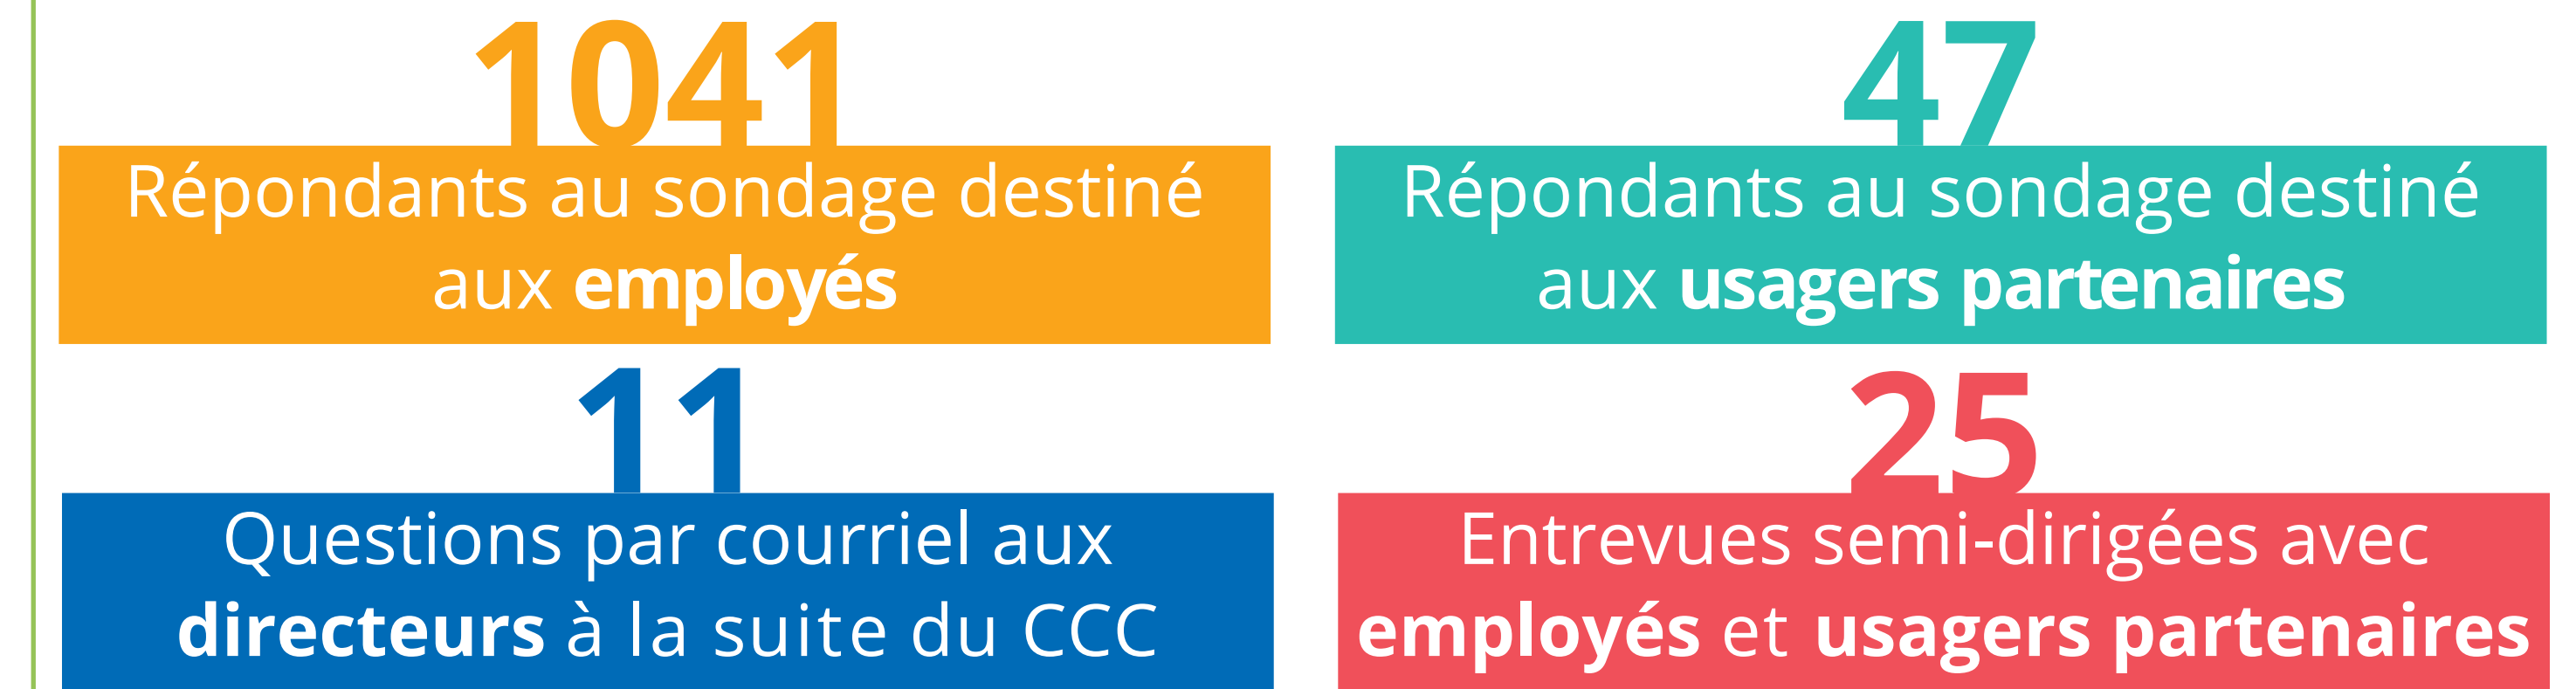 1041
Répondants au sondage destiné
aux employés
47
Répondants au sondage destiné
aux usagers partenaires
11
Questions par courriel aux
directeurs à la suite du CCC
25
Entrevues semi-dirigées avec
employés et usagers partenaires